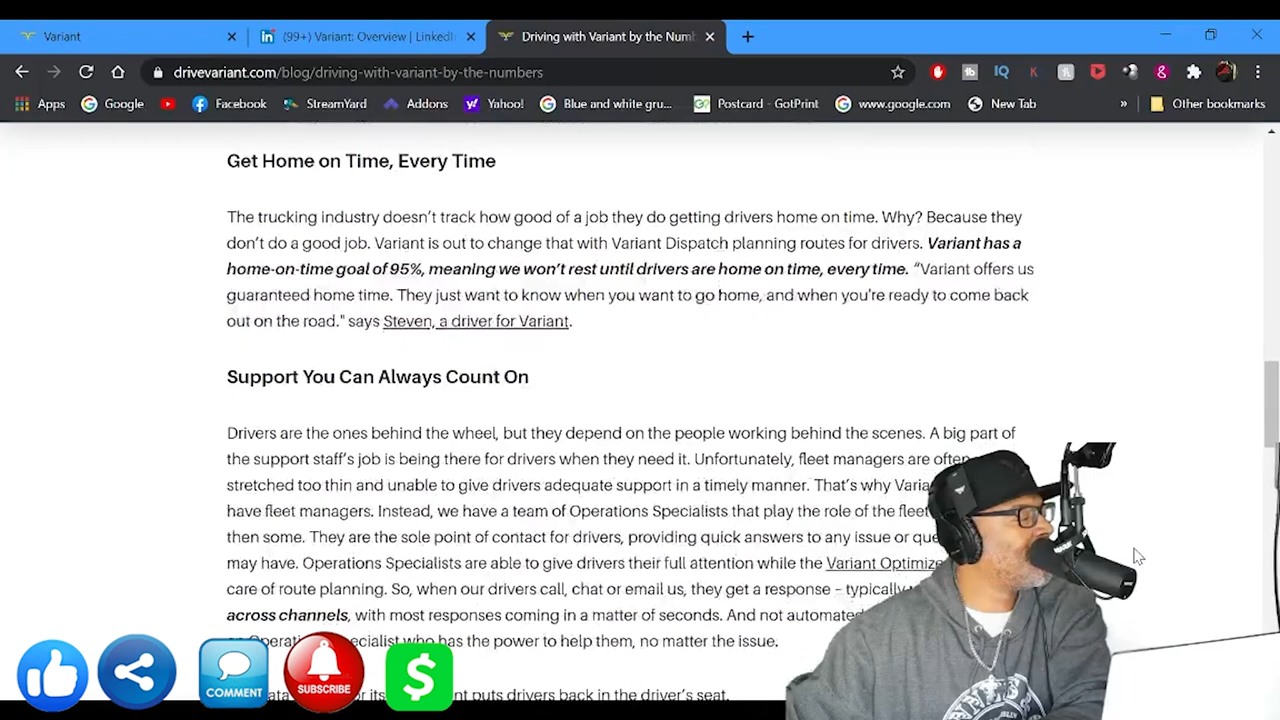 Variant
(99+) Variant: Overview | LinkedI
Driving with Variant by the Num
drivevariant.com/blog/driving-with-variant-by-the-numbers
Apps Google Facebook StreamYard Addons Yahoo! Blue and white gru... Postcard - GotPrint www.google.com New Tab » Other bookmarks
Get Home on Time, Every Time
The trucking industry doesn't track how good of a job they do getting drivers home on time. Why? Because they
don't do a good job. Variant is out to change that with Variant Dispatch planning routes for drivers. Variant has a
home-on-time goal of 95%, meaning we won't rest until drivers are home on time, every time. "Variant offers us
guaranteed home time. They just want to know when you want to go home, and when you're ready to come back
out on the road." says Steven, a driver for Variant.
Support You Can Always Count On
Drivers are the ones behind the wheel, but they depend on the people working behind the scenes. A big part of
the support staff's job is being there for drivers when they need it. Unfortunately, fleet managers are often
stretched too thin and unable to give drivers adequate support in a timely manner. That's why Varia
have fleet managers. Instead, we have a team of Operations Specialists that play the role of the fleet
then some. They are the sole point of contact for drivers, providing quick answers to any issue or que
may have. Operations Specialists are able to give drivers their full attention while the Variant Optimize
care of route planning. So, when our drivers call, chat or email us, they get a response – typically
across channels, with most responses coming in a matter of seconds. And not automated
Operati ecialist who has the power to help them, no matter the issue.
nt puts drivers back in the driver's seat.
COMMENT
SUBSCRIBE
$